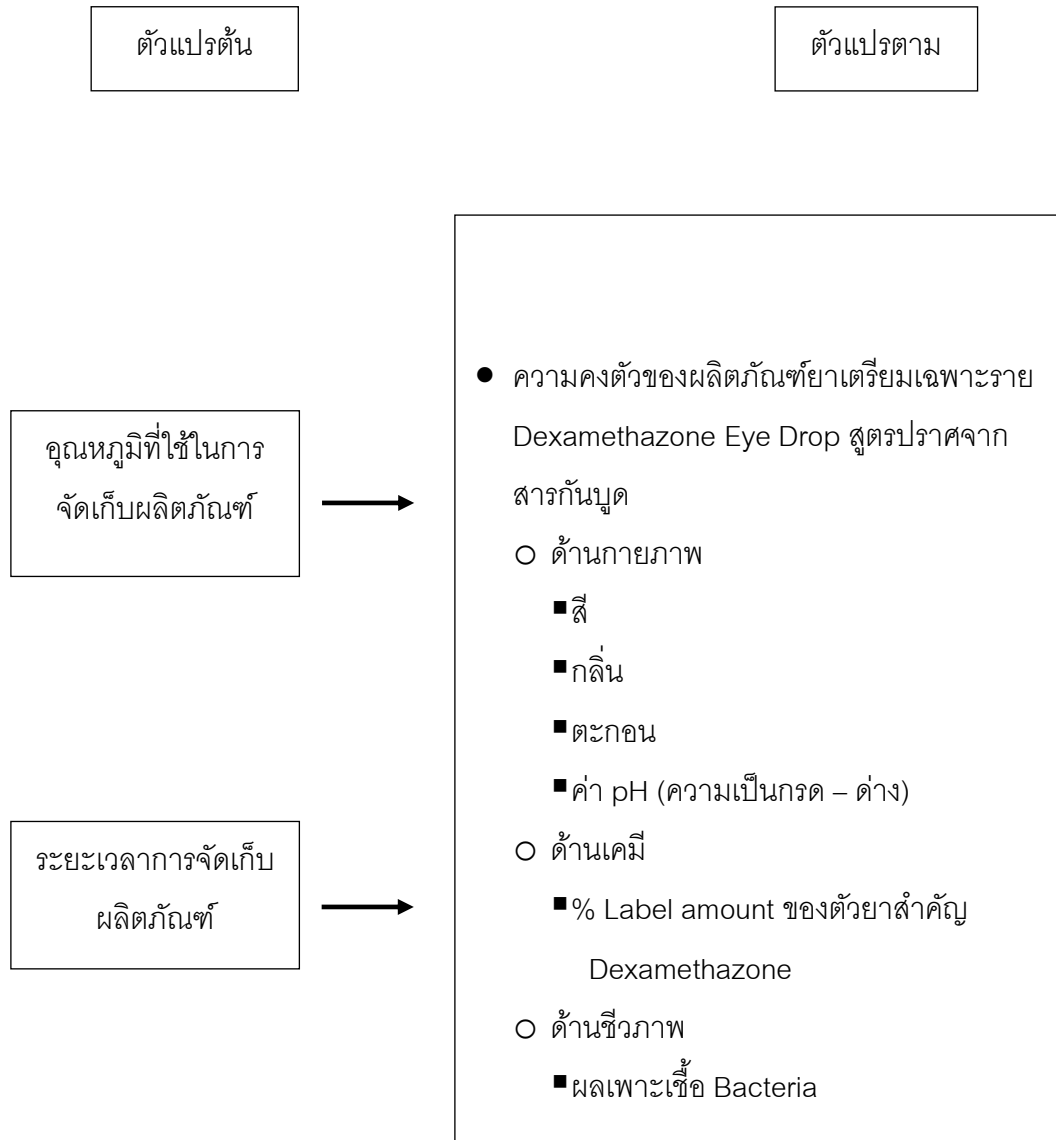 ตัวแปรต้น
ตัวแปรตาม
อุณหภูมิที่ใช้ในการ
จัดเก็บผลิตภัณฑ์
ระยะเวลาการจัดเก็บ
ผลิตภัณฑ์
● ความคงตัวของผลิตภัณฑ์ยาเตรียมเฉพาะราย
Dexamethazone Eye Drop สูตรปราศจาก
สารกันบูด
○ ด้านกายภาพ
■ สี
■ กลิ่น
■ ตะกอน
■ ค่า pH (ความเป็นกรด – ด่าง)
○ ด้านเคมี
■ % Label amount ของตัวยาสำคัญ
Dexamethazone
○ ด้านชีวภาพ
■ ผลเพาะเชื้อ Bacteria